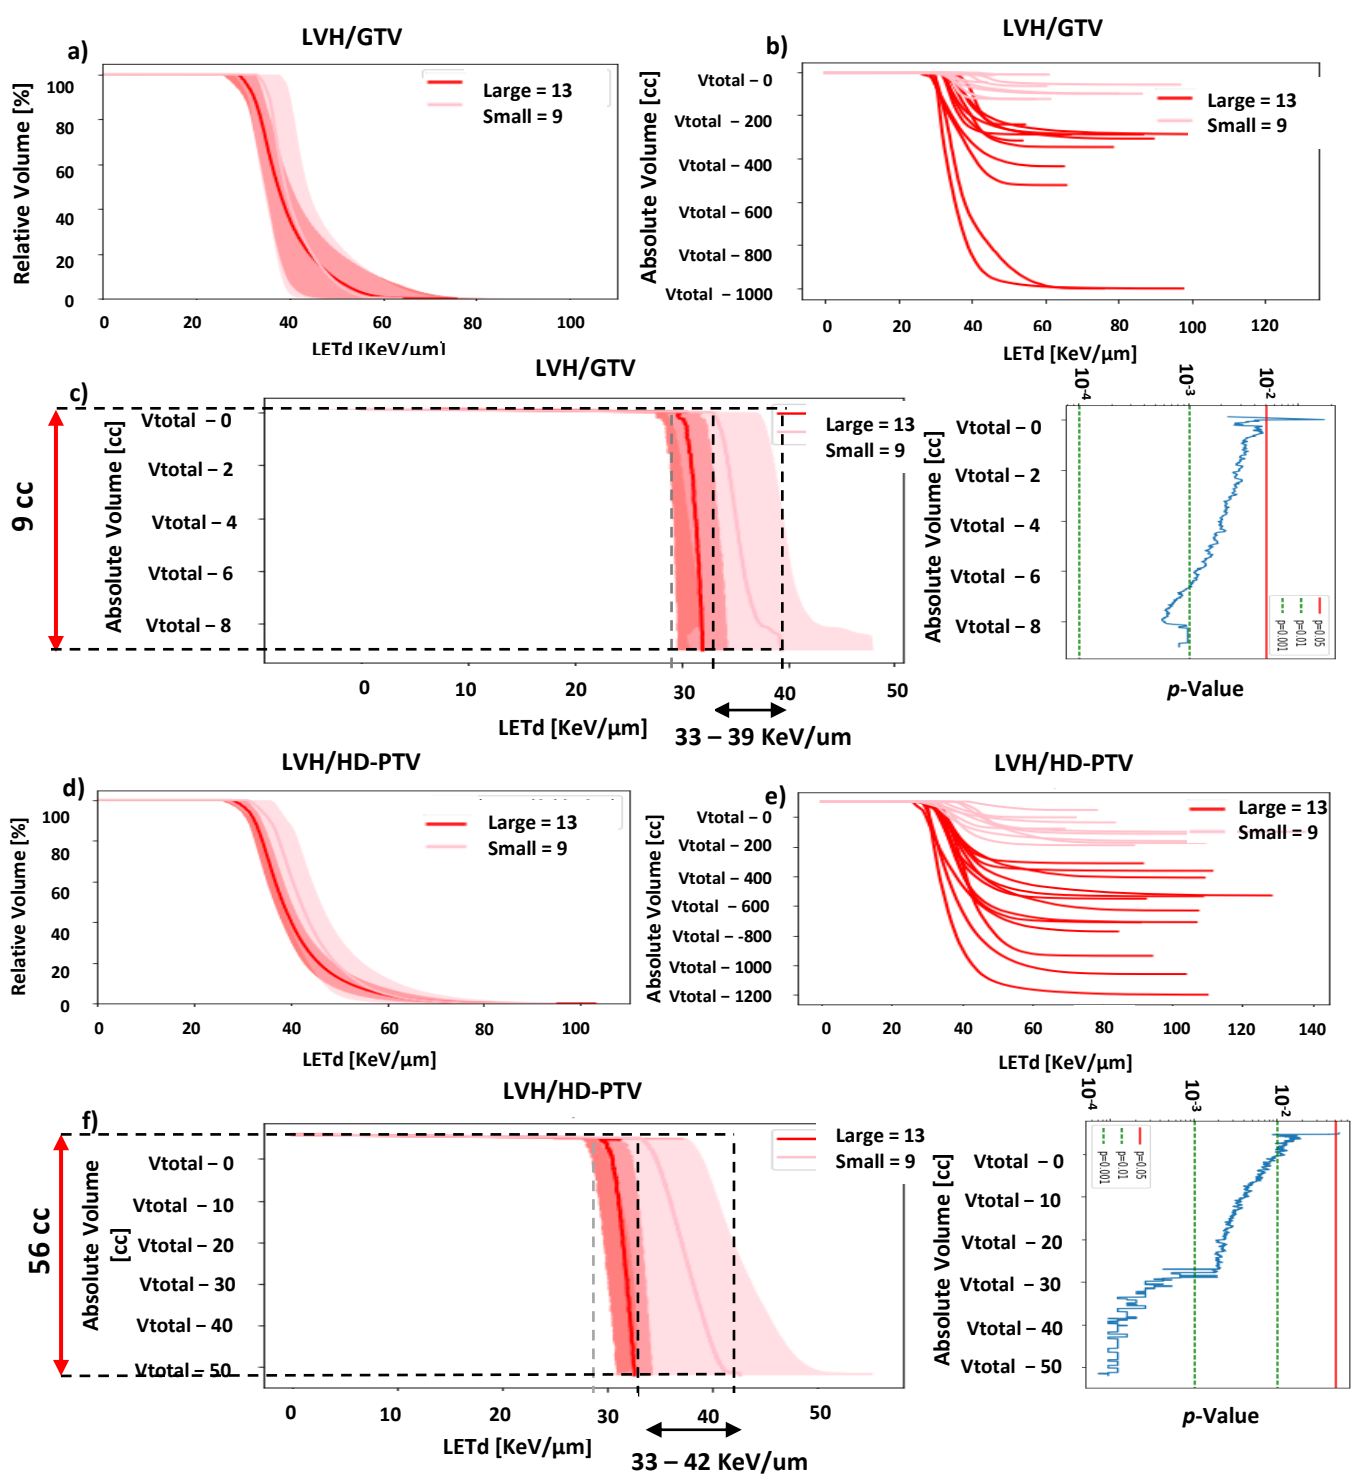 LVH/GTV
a)
Large = 13
Small = 9
Relative Volume [%]
100
80
60
40
20
0
0 20 40 60 80 100
LETd [KeV/μm]
LVH/GTV
b)
Large = 13
Small = 9
Absolute Volume [cc]
Vtotal – 0
Vtotal – 200
Vtotal – 400
Vtotal – 600
Vtotal – 800
Vtotal – 1000
0 20 40 60 80 100 120
LETd [KeV/μm]
LVH/GTV
c)
9 cc
Absolute Volume [cc]
Vtotal – 0
Vtotal – 2
Vtotal – 4
Vtotal – 6
Vtotal – 8
Large = 13
Small = 9
0 10 20 30 40 50
LETd [KeV/μm]
33 – 39 KeV/um
10-4 10-3 10-2
Absolute Volume [cc]
Vtotal – 0
Vtotal – 2
Vtotal – 4
Vtotal – 6
Vtotal – 8
p=0.05
p=0.01
p=0.001
p-Value
LVH/HD-PTV
d)
Large = 13
Small = 9
Relative Volume [%]
100
80
60
40
20
0
0 20 40 60 80 100
LETd [KeV/μm]
LVH/HD-PTV
e)
Large = 13
Small = 9
Absolute Volume [cc]
Vtotal – 0
Vtotal – 200
Vtotal – 400
Vtotal – 600
Vtotal – -800
Vtotal – 1000
Vtotal – 1200
0 20 40 60 80 100 120 140
LETd [KeV/μm]
LVH/HD-PTV
f)
56 cc
Absolute Volume
[cc]
Vtotal – 0
Vtotal – 10
Vtotal – 20
Vtotal – 30
Vtotal – 40
Vtotal – 50
Large = 13
Small = 9
0 10 20 30 40 50
LETd [KeV/μm]
33 – 42 KeV/um
10-4 10-3 10-2
Absolute Volume [cc]
Vtotal – 0
Vtotal – 10
Vtotal – 20
Vtotal – 30
Vtotal – 40
Vtotal – 50
p=0.05
p=0.01
p=0.001
p-Value